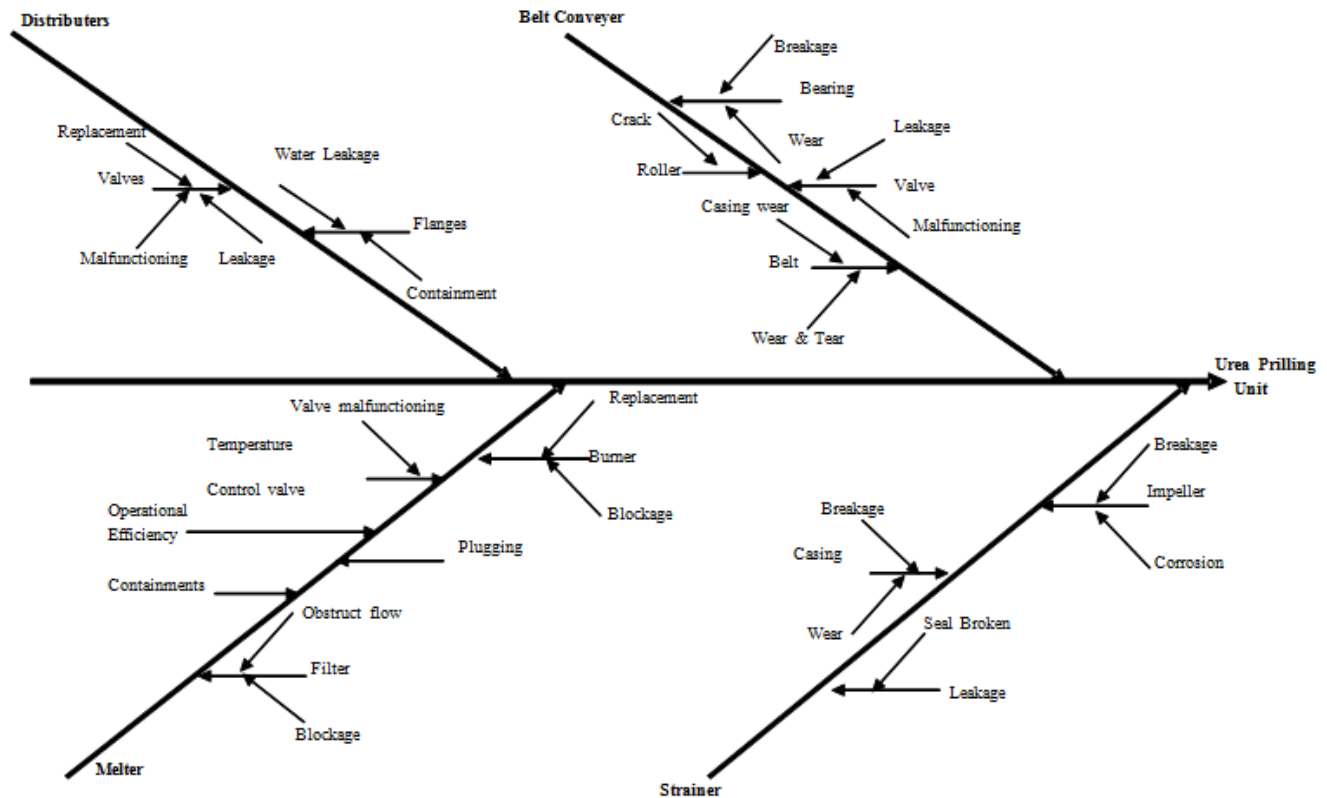 Distributers
Belt Conveyer
Breakage
Bearing
Crack
Wear
Leakage
Roller
Valve
Casing wear
Malfunctioning
Belt
Wear & Tear
Replacement
Water Leakage
Valves
Flanges
Malfunctioning
Leakage
Containment
Urea Prilling
Unit
Valve malfunctioning
Replacement
Temperature
Control valve
Burner
Operational
Efficiency
Blockage
Plugging
Containments
Obstruct flow
Filter
Blockage
Melter
Breakage
Impeller
Corrosion
Breakage
Casing
Wear
Seal Broken
Leakage
Strainer